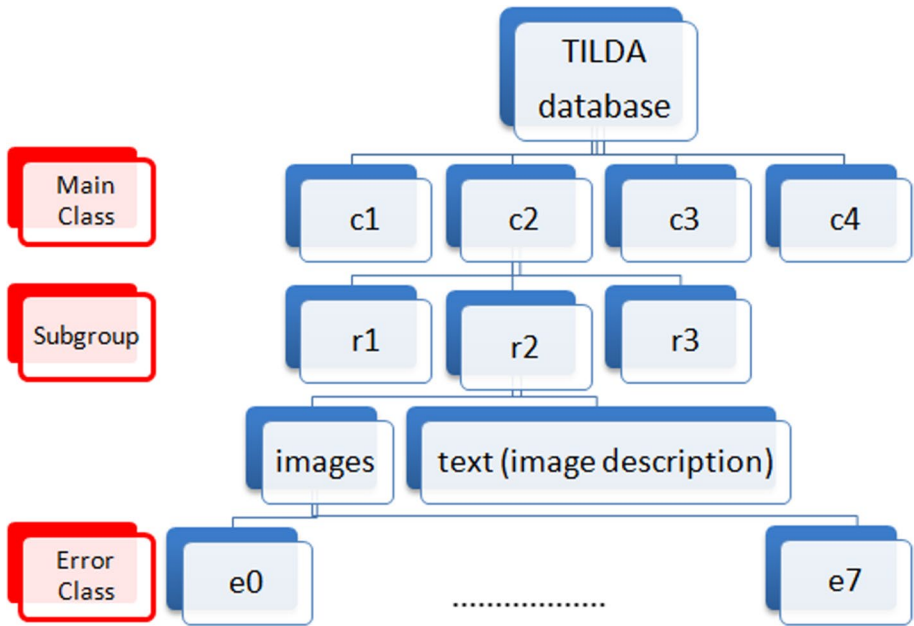 TILDA
database
Main
Class
c1
c2
c3
c4
Subgroup
r1
r2
r3
images
text (image description)
Error
Class
e0
..................
e7